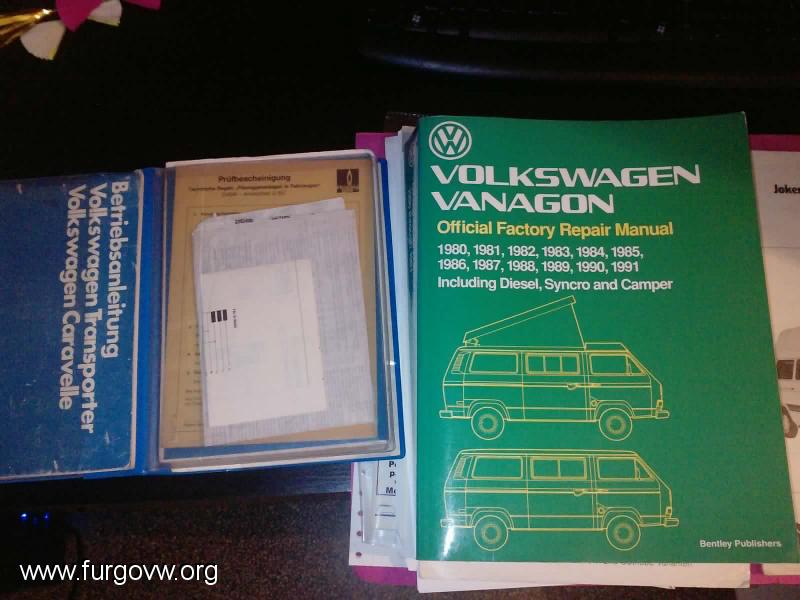 Betriebsanleitung
Volkswagen Transporter
Volkswagen Caravelle
Prüfbescheinigung
VOLKSWAGEN
VANAGON
Official Factory Repair Manual
1980, 1981, 1982, 1983, 1984, 1985,
1986, 1987, 1988, 1989, 1990, 1991
Including Diesel, Syncro and Camper
Bentley Publishers
Joker
www.furgovw.org